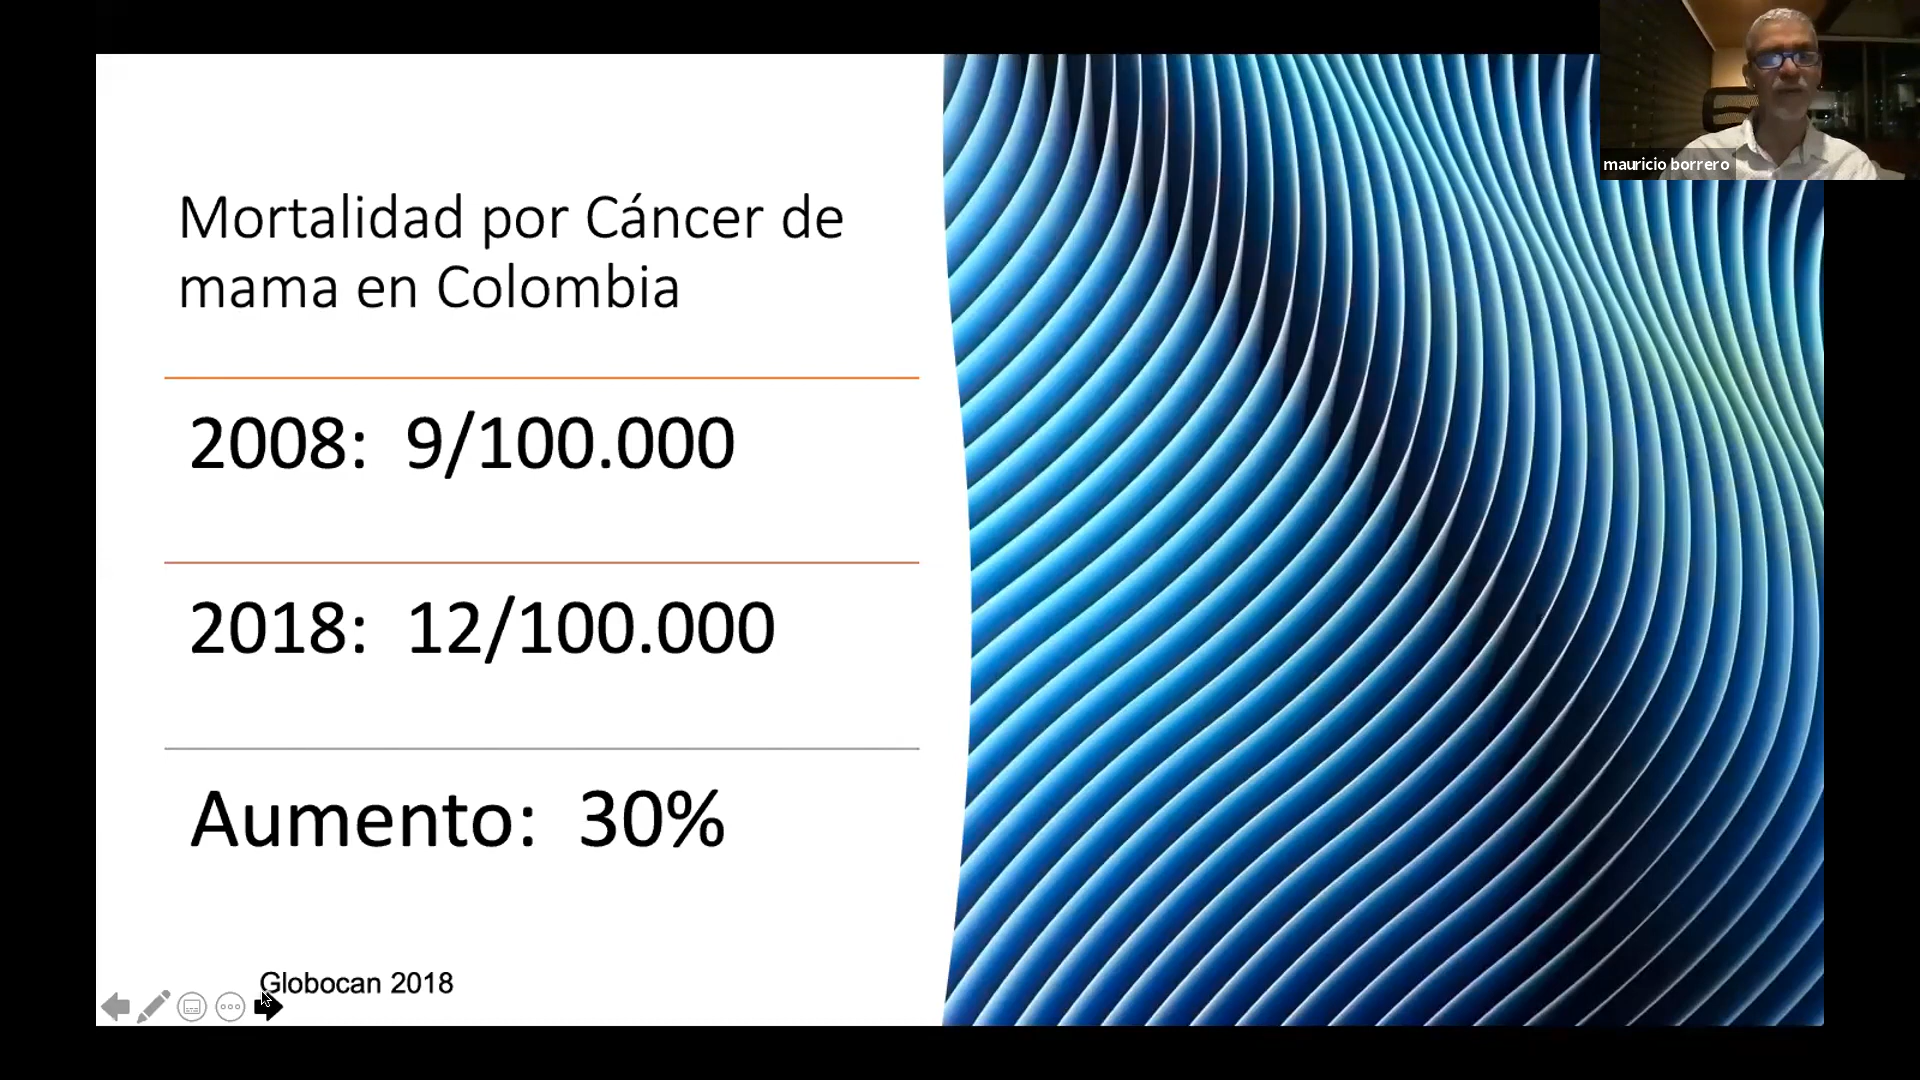 mauricio borrero
Mortalidad por Cáncer de
mama en Colombia
2008: 9/100.000
2018: 12/100.000
Aumento: 30%
Globocan 2018